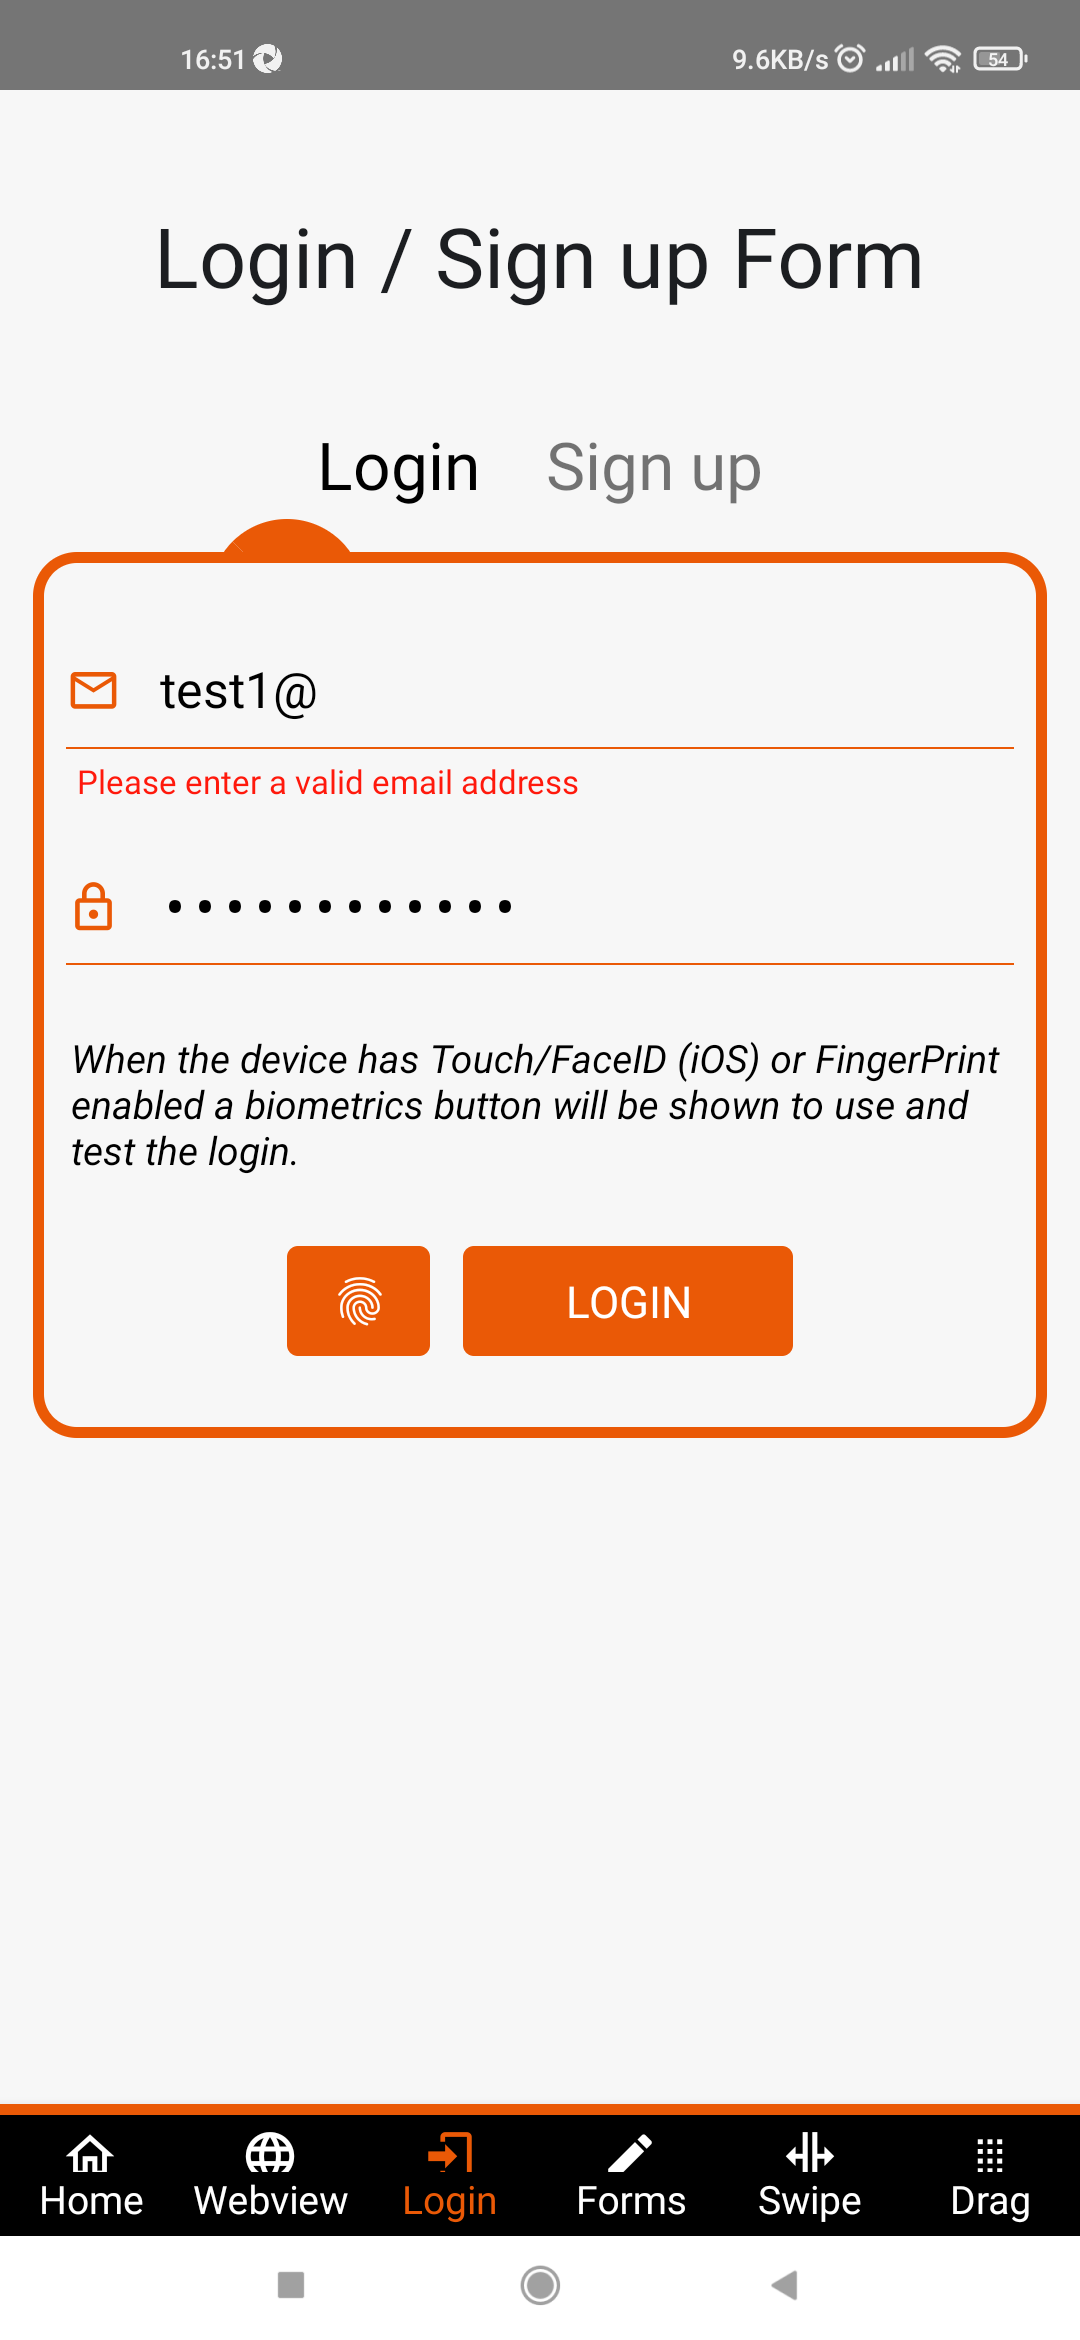 16:51 9.6KB/s 54
Login / Sign up Form
Login Sign up
test1@
Please enter a valid email address
••••••••••••
When the device has Touch/FaceID (iOS) or FingerPrint
enabled a biometrics button will be shown to use and
test the login.
LOGIN
Home Webview Login Forms Swipe Drag